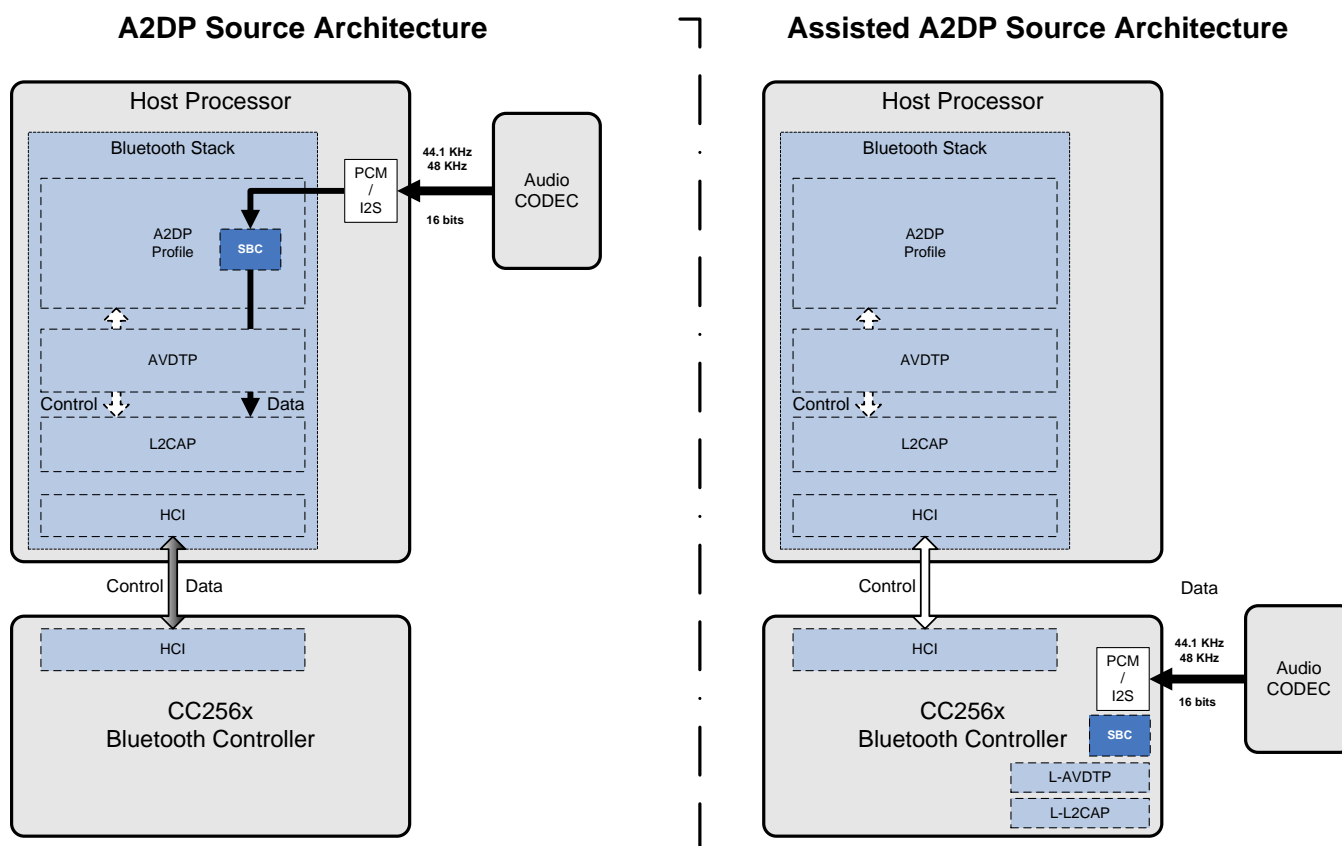 A2DP Source Architecture
Host Processor
Bluetooth Stack
A2DP
Profile
SBC
PCM
/
I2S
44.1 KHz
48 KHz
16 bits
Audio
CODEC
AVDTP
Control
Data
L2CAP
HCI
Control
Data
HCI
CC256x
Bluetooth Controller
Assisted A2DP Source Architecture
Host Processor
Bluetooth Stack
A2DP
Profile
AVDTP
Control
L2CAP
HCI
Control
Data
HCI
PCM
/
I2S
44.1 KHz
48 KHz
16 bits
Audio
CODEC
CC256x
Bluetooth Controller
SBC
L-AVDTP
L-L2CAP